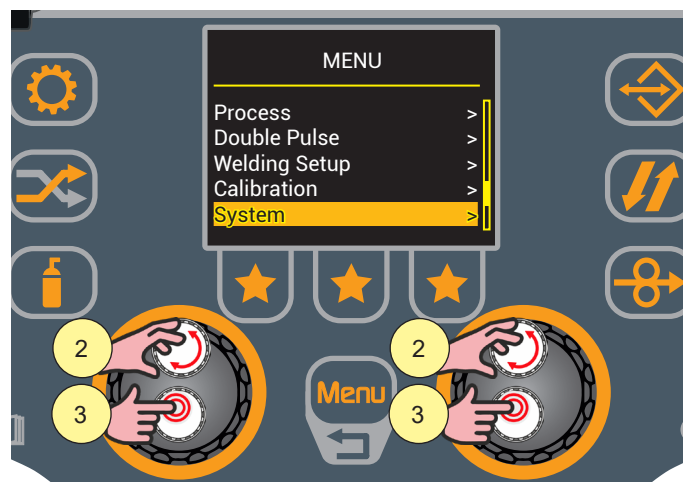 MENU
Process >
Double Pulse >
Welding Setup >
Calibration >
System >
2
2
3
3
Menu